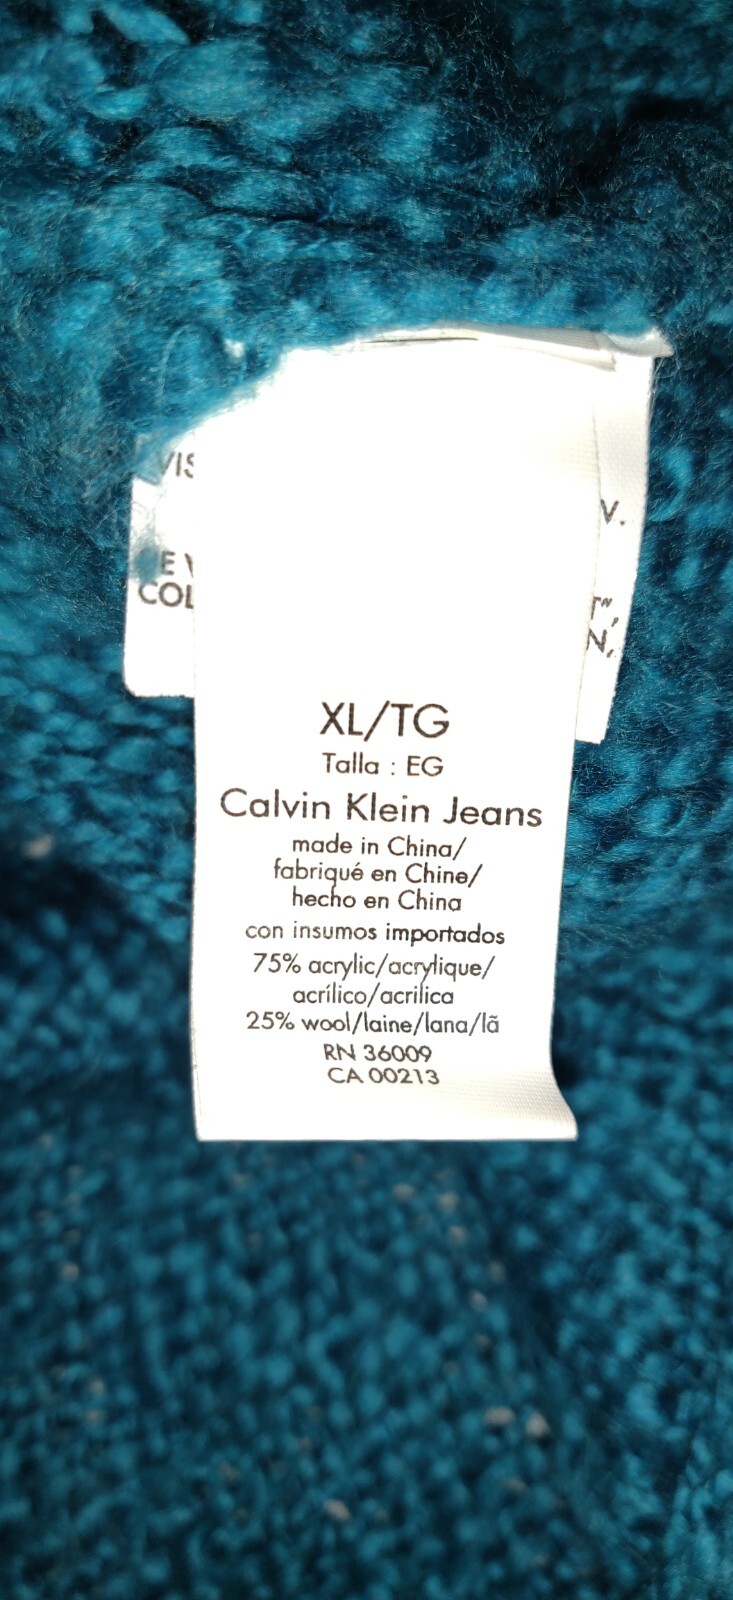 XL/TG
Talla : EG
Calvin Klein Jeans
made in China/
fabriqué en Chine/
hecho en China
con insumos importados
75% acrylic/acrylique/
acrílico/acrilica
25% wool/laine/lana/lã
RN 36009
CA 00213